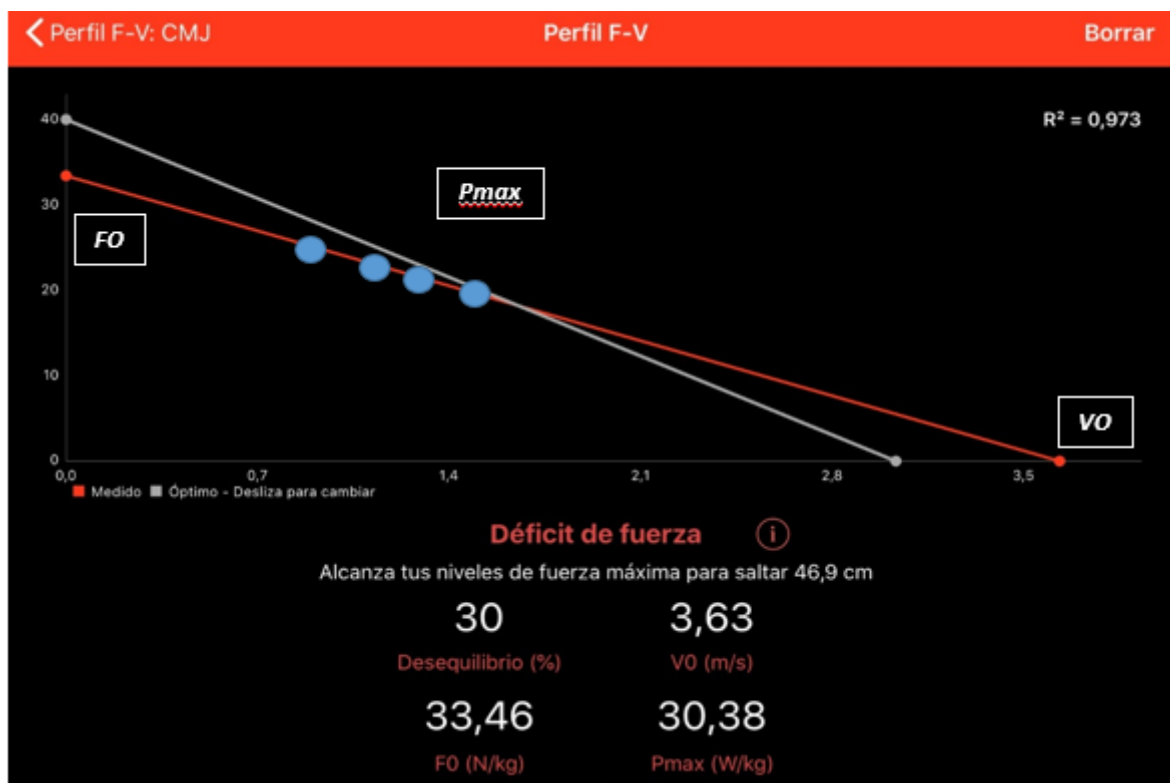 Perfil F-V: CMJ Perfil F-V Borrar
R² = 0,973
40
30
20
10
0
Pmax
FO
VO
0,0 0,7 1,4 2,1 2,8 3,5
Medido Óptimo - Desliza para cambiar
Déficit de fuerza i
Alcanza tus niveles de fuerza máxima para saltar 46,9 cm
30 3,63
Desequilibrio (%) V0 (m/s)
33,46 30,38
F0 (N/kg) Pmax (W/kg)